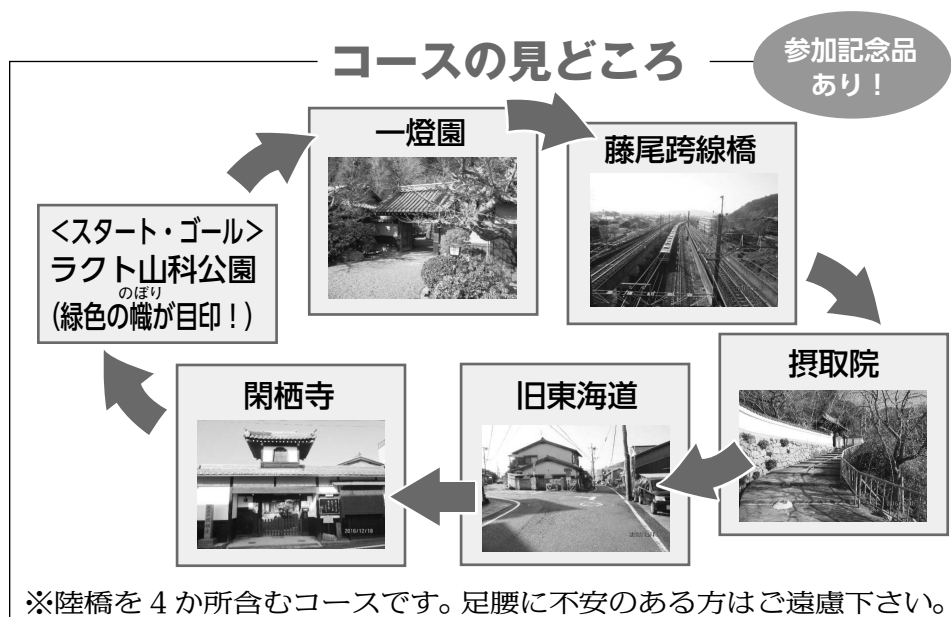 コースの見どころ
参加記念品
あり!
一燈園
藤尾跨線橋
<スタート・ゴール>
ラクト山科公園
のぼり
(緑色の幟が目印!)
摂取院
旧東海道
閑栖寺
2016/12/18
※陸橋を4か所含むコースです。足腰に不安のある方はご遠慮下さい。